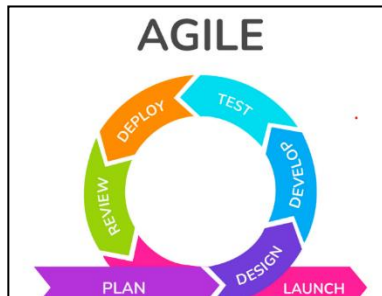 AGILE
PLAN
DESIGN
DEVELOP
TEST
DEPLOY
REVIEW
LAUNCH